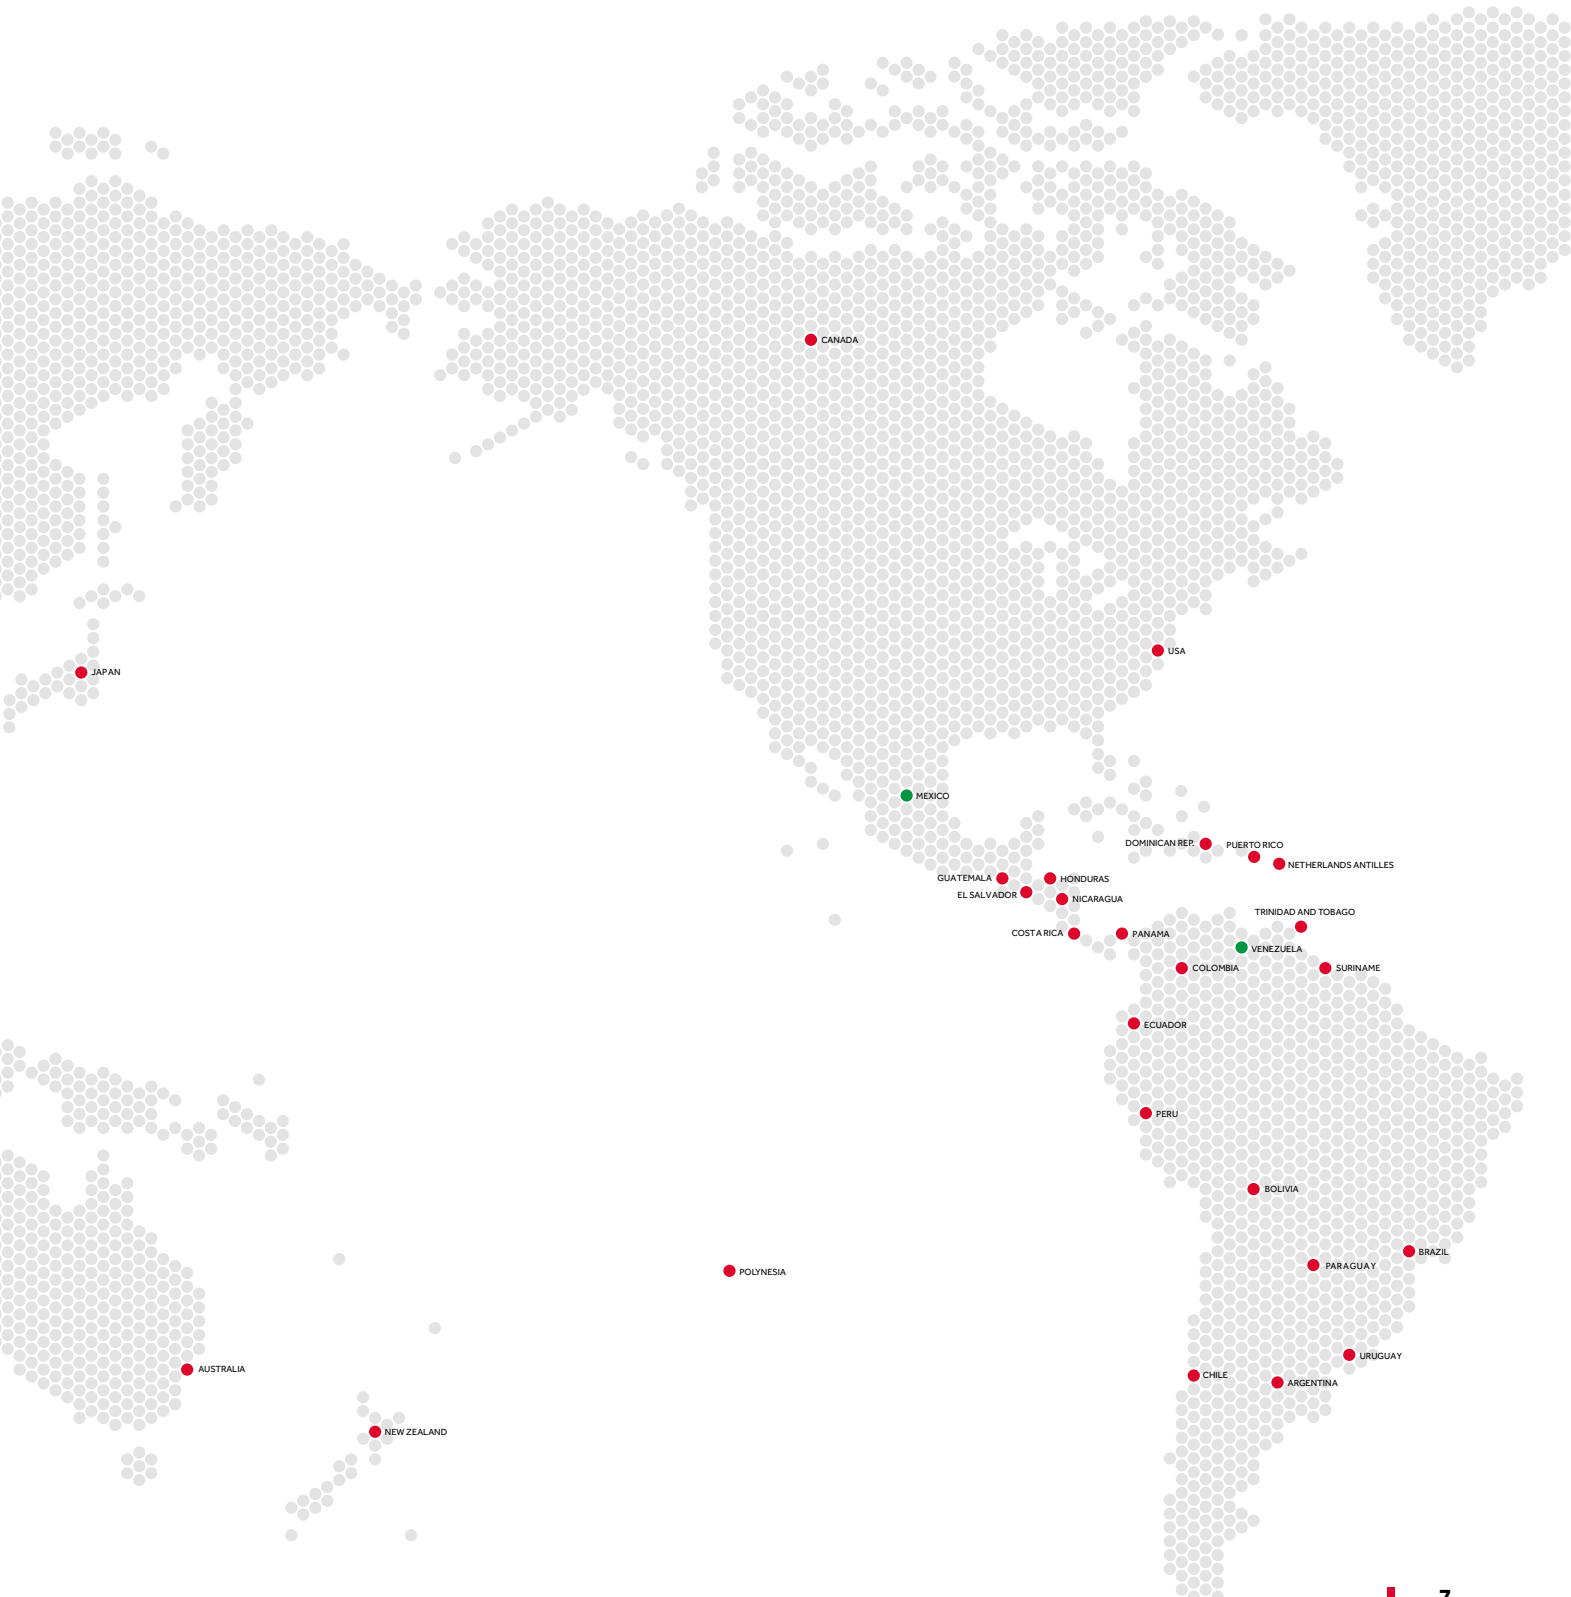 CANADA
USA
JAPAN
MEXICO
DOMINICAN REP.
PUERTO RICO
NETHERLANDS ANTILLES
GUATEMALA
HONDURAS
EL SALVADOR
NICARAGUA
TRINIDAD AND TOBAGO
COSTA RICA
PANAMA
VENEZUELA
COLOMBIA
SURINAME
ECUADOR
PERU
BOLIVIA
BRAZIL
PARAGUAY
POLYNESIA
URUGUAY
AUSTRALIA
CHILE
ARGENTINA
NEW ZEALAND
7